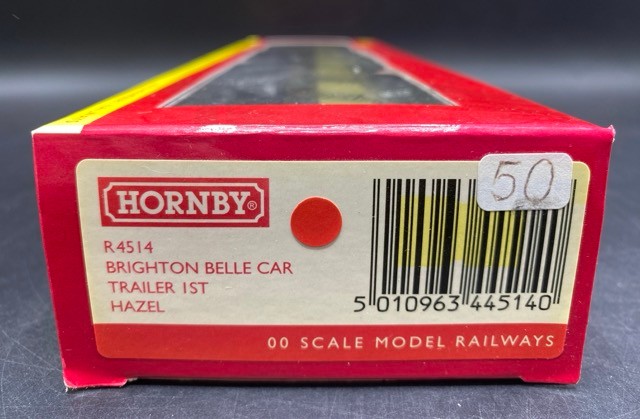 50
HORNBY®
R4514
BRIGHTON BELLE CAR
TRAILER 1ST
HAZEL
5 010963 445140
00 SCALE MODEL RAILWAYS